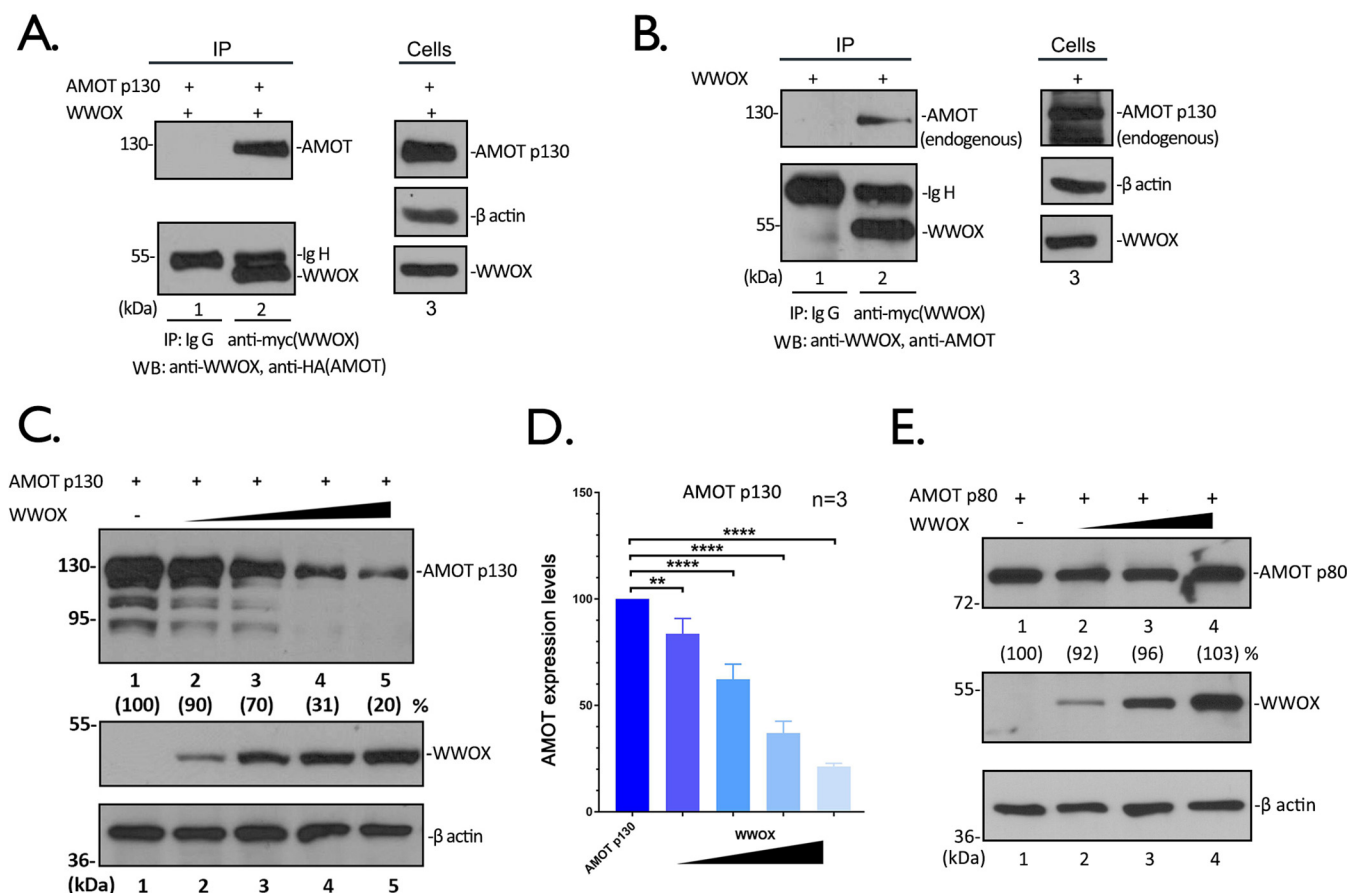 A.
IP
Cells
AMOT p130 + + +
WWOX + + +
130- -AMOT -AMOT p130
-β actin
55- -Ig H
-WWOX -WWOX
(kDa) 1 2 3
IP: Ig G anti-myc(WWOX)
WB: anti-WWOX, anti-HA(AMOT)
B.
IP
Cells
WWOX + + +
130- -AMOT (endogenous) -AMOT p130 (endogenous)
-Ig H -β actin
55- -WWOX -WWOX
(kDa) 1 2 3
IP: Ig G anti-myc(WWOX)
WB: anti-WWOX, anti-AMOT
C.
AMOT p130 + + + + +
WWOX -
130- -AMOT p130
95-
1 2 3 4 5
(100) (90) (70) (31) (20) %
55-
-WWOX
-β actin
36-
(kDa) 1 2 3 4 5
D.
AMOT p130
n=3
AMOT expression levels
150
100
50
0
****
****
****
**
AMOT p130
WWOX
E.
AMOT p80 + + + +
WWOX -
-AMOT p80
72-
1 2 3 4
(100) (92) (96) (103) %
55-
-WWOX
-β actin
36-
(kDa) 1 2 3 4